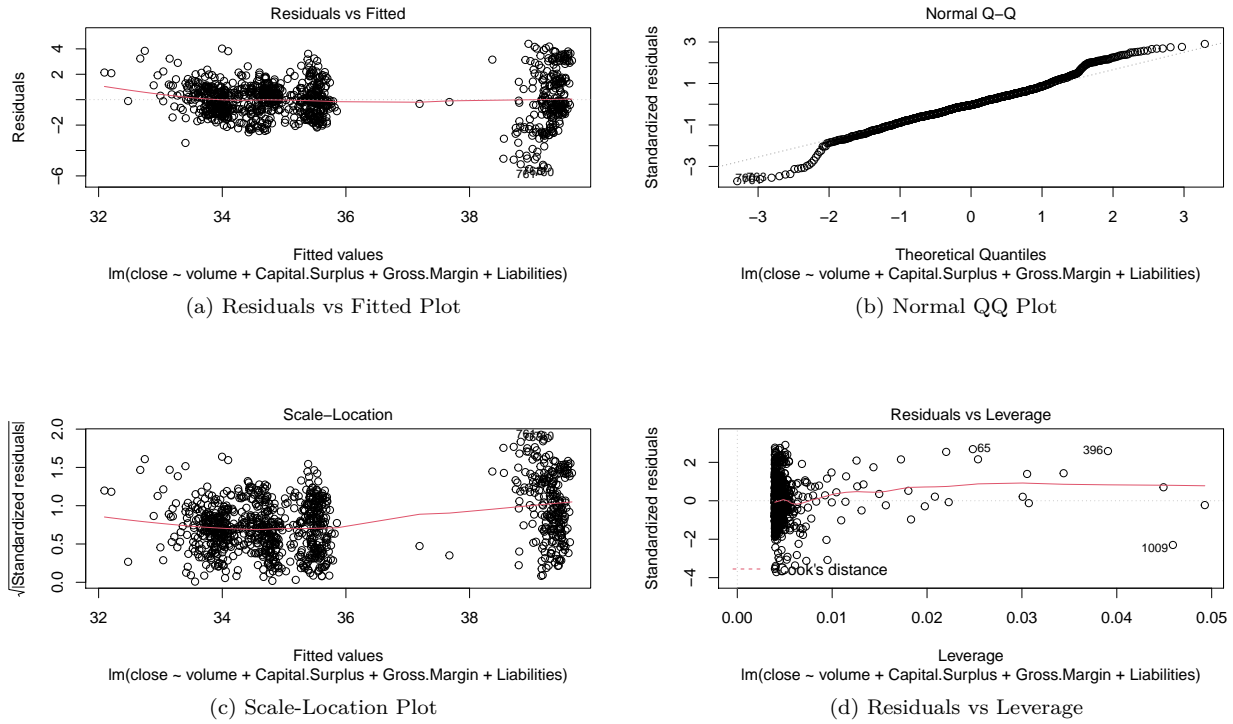 Residuals vs Fitted
Residuals
4
2
−2
−6
32
34
36
38
Fitted values
lm(close ~ volume + Capital.Surplus + Gross.Margin + Liabilities)
(a) Residuals vs Fitted Plot
Normal Q−Q
Standardized residuals
3
1
−1
−3
−3
−2
−1
0
1
2
3
Theoretical Quantiles
lm(close ~ volume + Capital.Surplus + Gross.Margin + Liabilities)
(b) Normal QQ Plot
Scale−Location
√|Standardized residuals|
2.0
1.5
1.0
0.5
0.0
32
34
36
38
Fitted values
lm(close ~ volume + Capital.Surplus + Gross.Margin + Liabilities)
(c) Scale-Location Plot
Residuals vs Leverage
Standardized residuals
2
0
−2
−4
65
396
1009
Cook's distance
0.00
0.01
0.02
0.03
0.04
0.05
Leverage
lm(close ~ volume + Capital.Surplus + Gross.Margin + Liabilities)
(d) Residuals vs Leverage